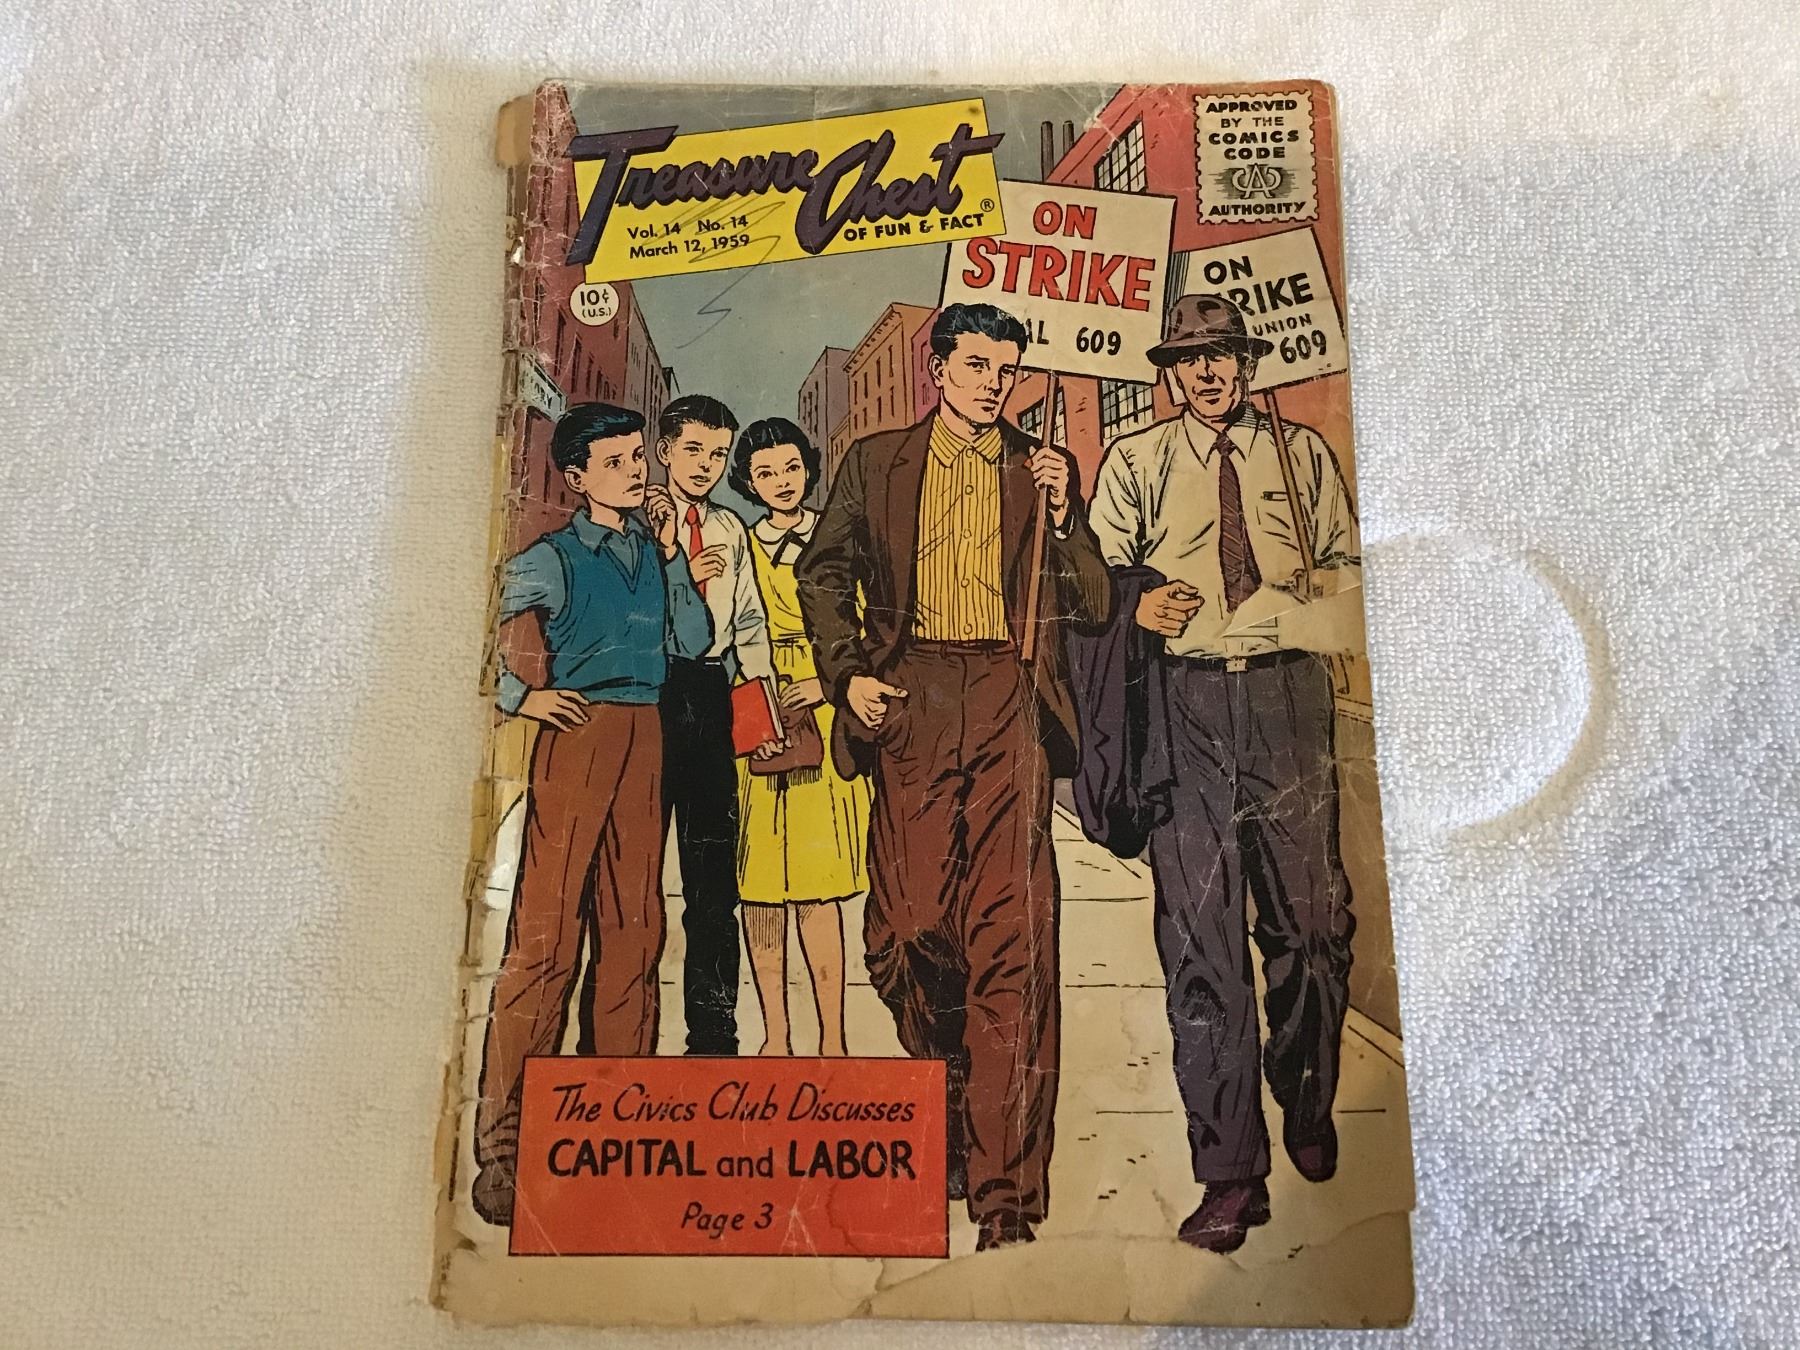 Treasure Chest
OF FUN & FACT®
Vol. 14 No. 14
March 12, 1959
10¢
(U.S.)
APPROVED
BY THE
COMICS
CODE
CA
AUTHORITY
ON
STRIKE
609
ON
UNION
609
The Civics Club Discusses
CAPITAL and LABOR
Page 3